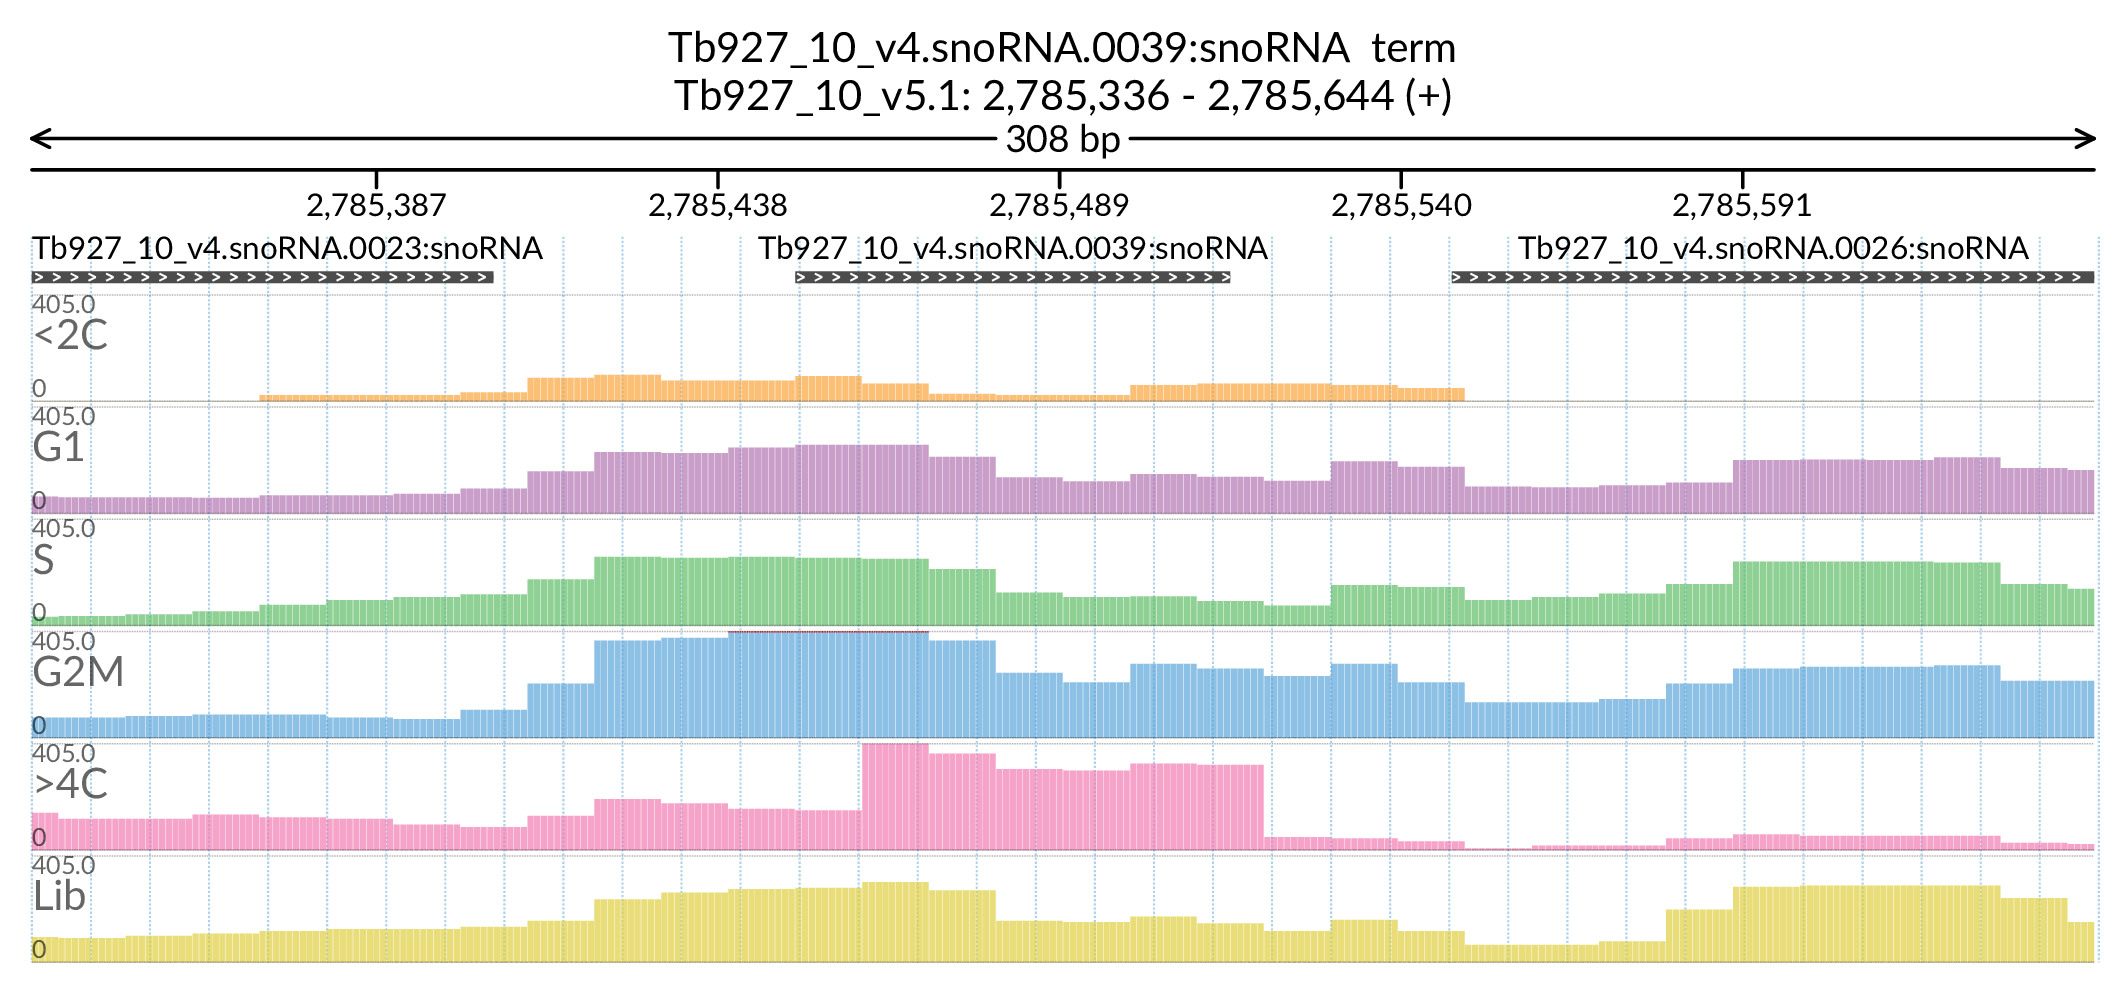 Tb927_10_v4.snoRNA.0039:snoRNA term
Tb927_10_v5.1: 2,785,336 - 2,785,644 (+)
308 bp
2,785,387 2,785,438 2,785,489 2,785,540 2,785,591
Tb927_10_v4.snoRNA.0023:snoRNA Tb927_10_v4.snoRNA.0039:snoRNA Tb927_10_v4.snoRNA.0026:snoRNA
405.0
<2C
0
405.0
G1
0
405.0
S
0
405.0
G2M
0
405.0
>4C
0
405.0
Lib
0